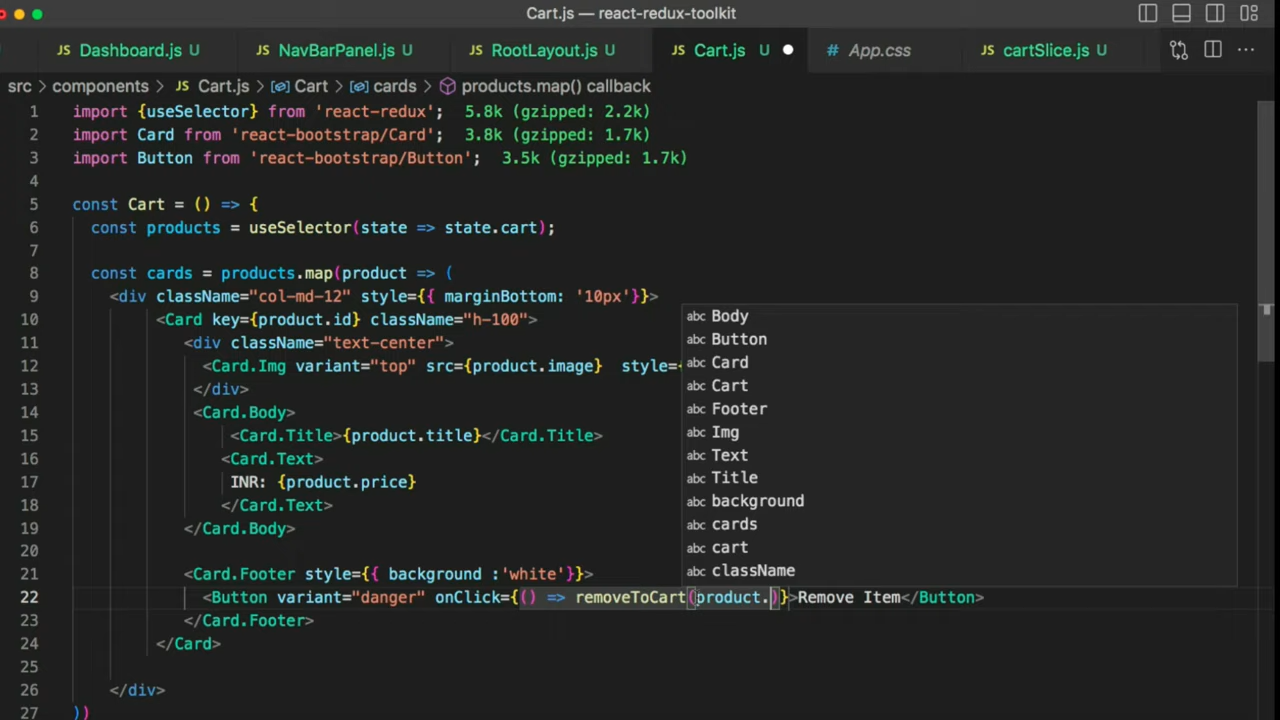 Cart.js — react-redux-toolkit
JS Dashboard.js U JS NavBarPanel.js U JS RootLayout.js U JS Cart.js U # App.css JS cartSlice.js U
src > components > JS Cart.js > Cart > cards > products.map() callback
1 import {useSelector} from 'react-redux'; 5.8k (gzipped: 2.2k)
2 import Card from 'react-bootstrap/Card'; 3.8k (gzipped: 1.7k)
3 import Button from 'react-bootstrap/Button'; 3.5k (gzipped: 1.7k)
4
5 const Cart = () => {
6 const products = useSelector(state => state.cart);
7
8 const cards = products.map(product => (
9 <div className="col-md-12" style={{ marginBottom: '10px'}}>
10 <Card key={product.id} className="h-100">
11 <div className="text-center">
12 <Card.Img variant="top" src={product.image} style={
13 </div>
14 <Card.Body>
15 <Card.Title>{product.title}</Card.Title>
16 <Card.Text>
17 INR: {product.price}
18 </Card.Text>
19 </Card.Body>
20
21 <Card.Footer style={{ background :'white'}}>
22 <Button variant="danger" onClick={() => removeToCart(product.)}>Remove Item</Button>
23 </Card.Footer>
24 </Card>
25
26 </div>
27 ))
abc Body
abc Button
abc Card
abc Cart
abc Footer
abc Img
abc Text
abc Title
abc background
abc cards
abc cart
abc className